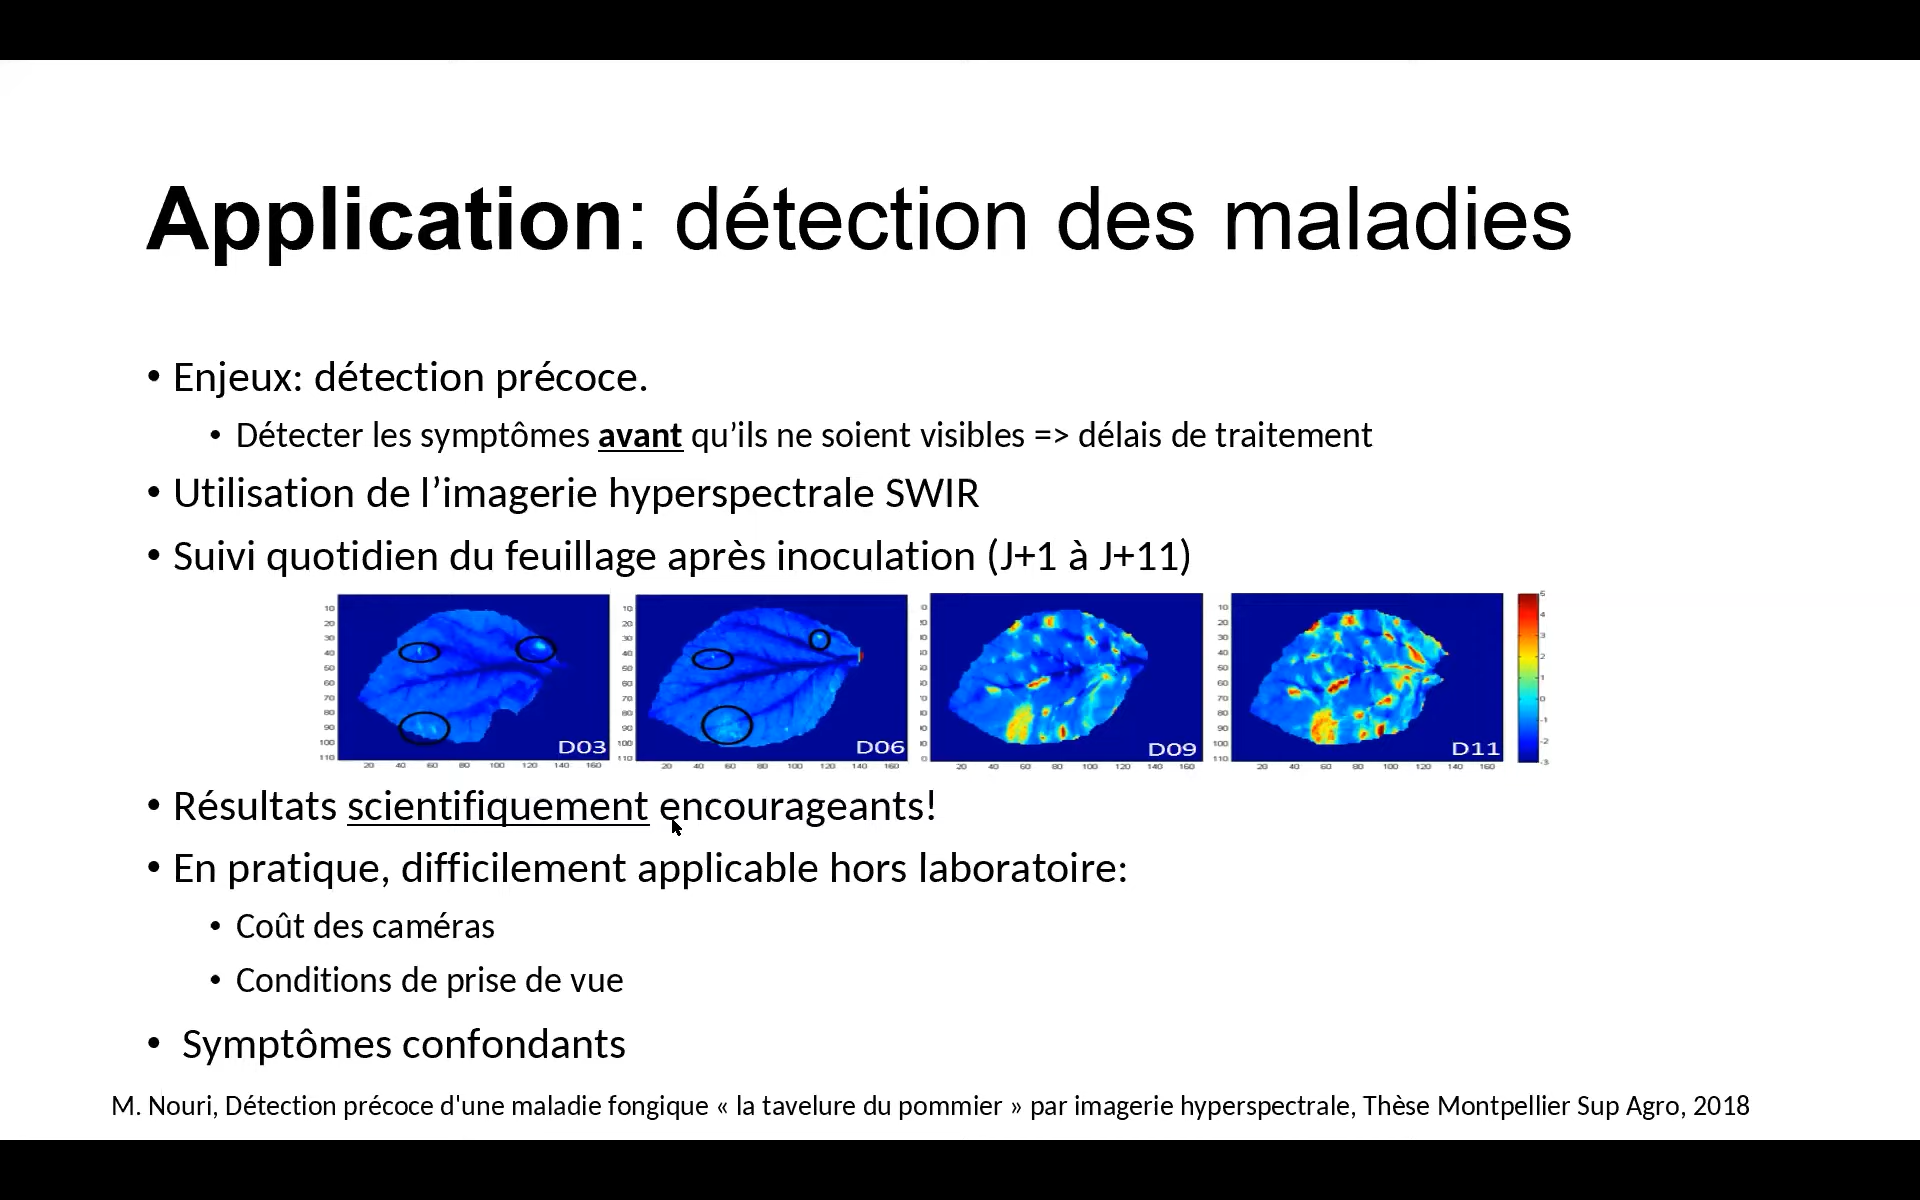 Application: détection des maladies
• Enjeux: détection précoce.
• Détecter les symptômes avant qu’ils ne soient visibles => délais de traitement
• Utilisation de l’imagerie hyperspectrale SWIR
• Suivi quotidien du feuillage après inoculation (J+1 à J+11)
D03
D06
D09
D11
• Résultats scientifiquement encourageants!
• En pratique, difficilement applicable hors laboratoire:
• Coût des caméras
• Conditions de prise de vue
• Symptômes confondants
M. Nouri, Détection précoce d'une maladie fongique « la tavelure du pommier » par imagerie hyperspectrale, Thèse Montpellier Sup Agro, 2018